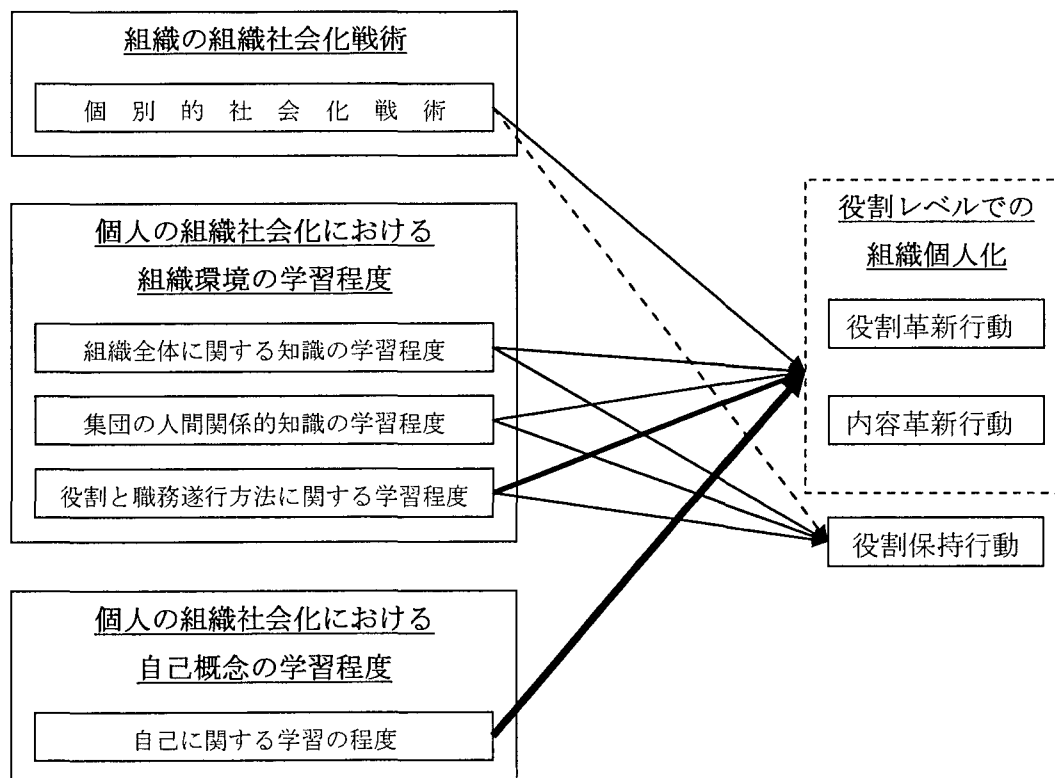 組織の組織社会化戦術
個別的社会化戦術
個人の組織社会化における
組織環境の学習程度
組織全体に関する知識の学習程度
集団の人間関係的知識の学習程度
役割と職務遂行方法に関する学習程度
個人の組織社会化における
自己概念の学習程度
自己に関する学習の程度
役割レベルでの
組織個人化
役割革新行動
内容革新行動
役割保持行動